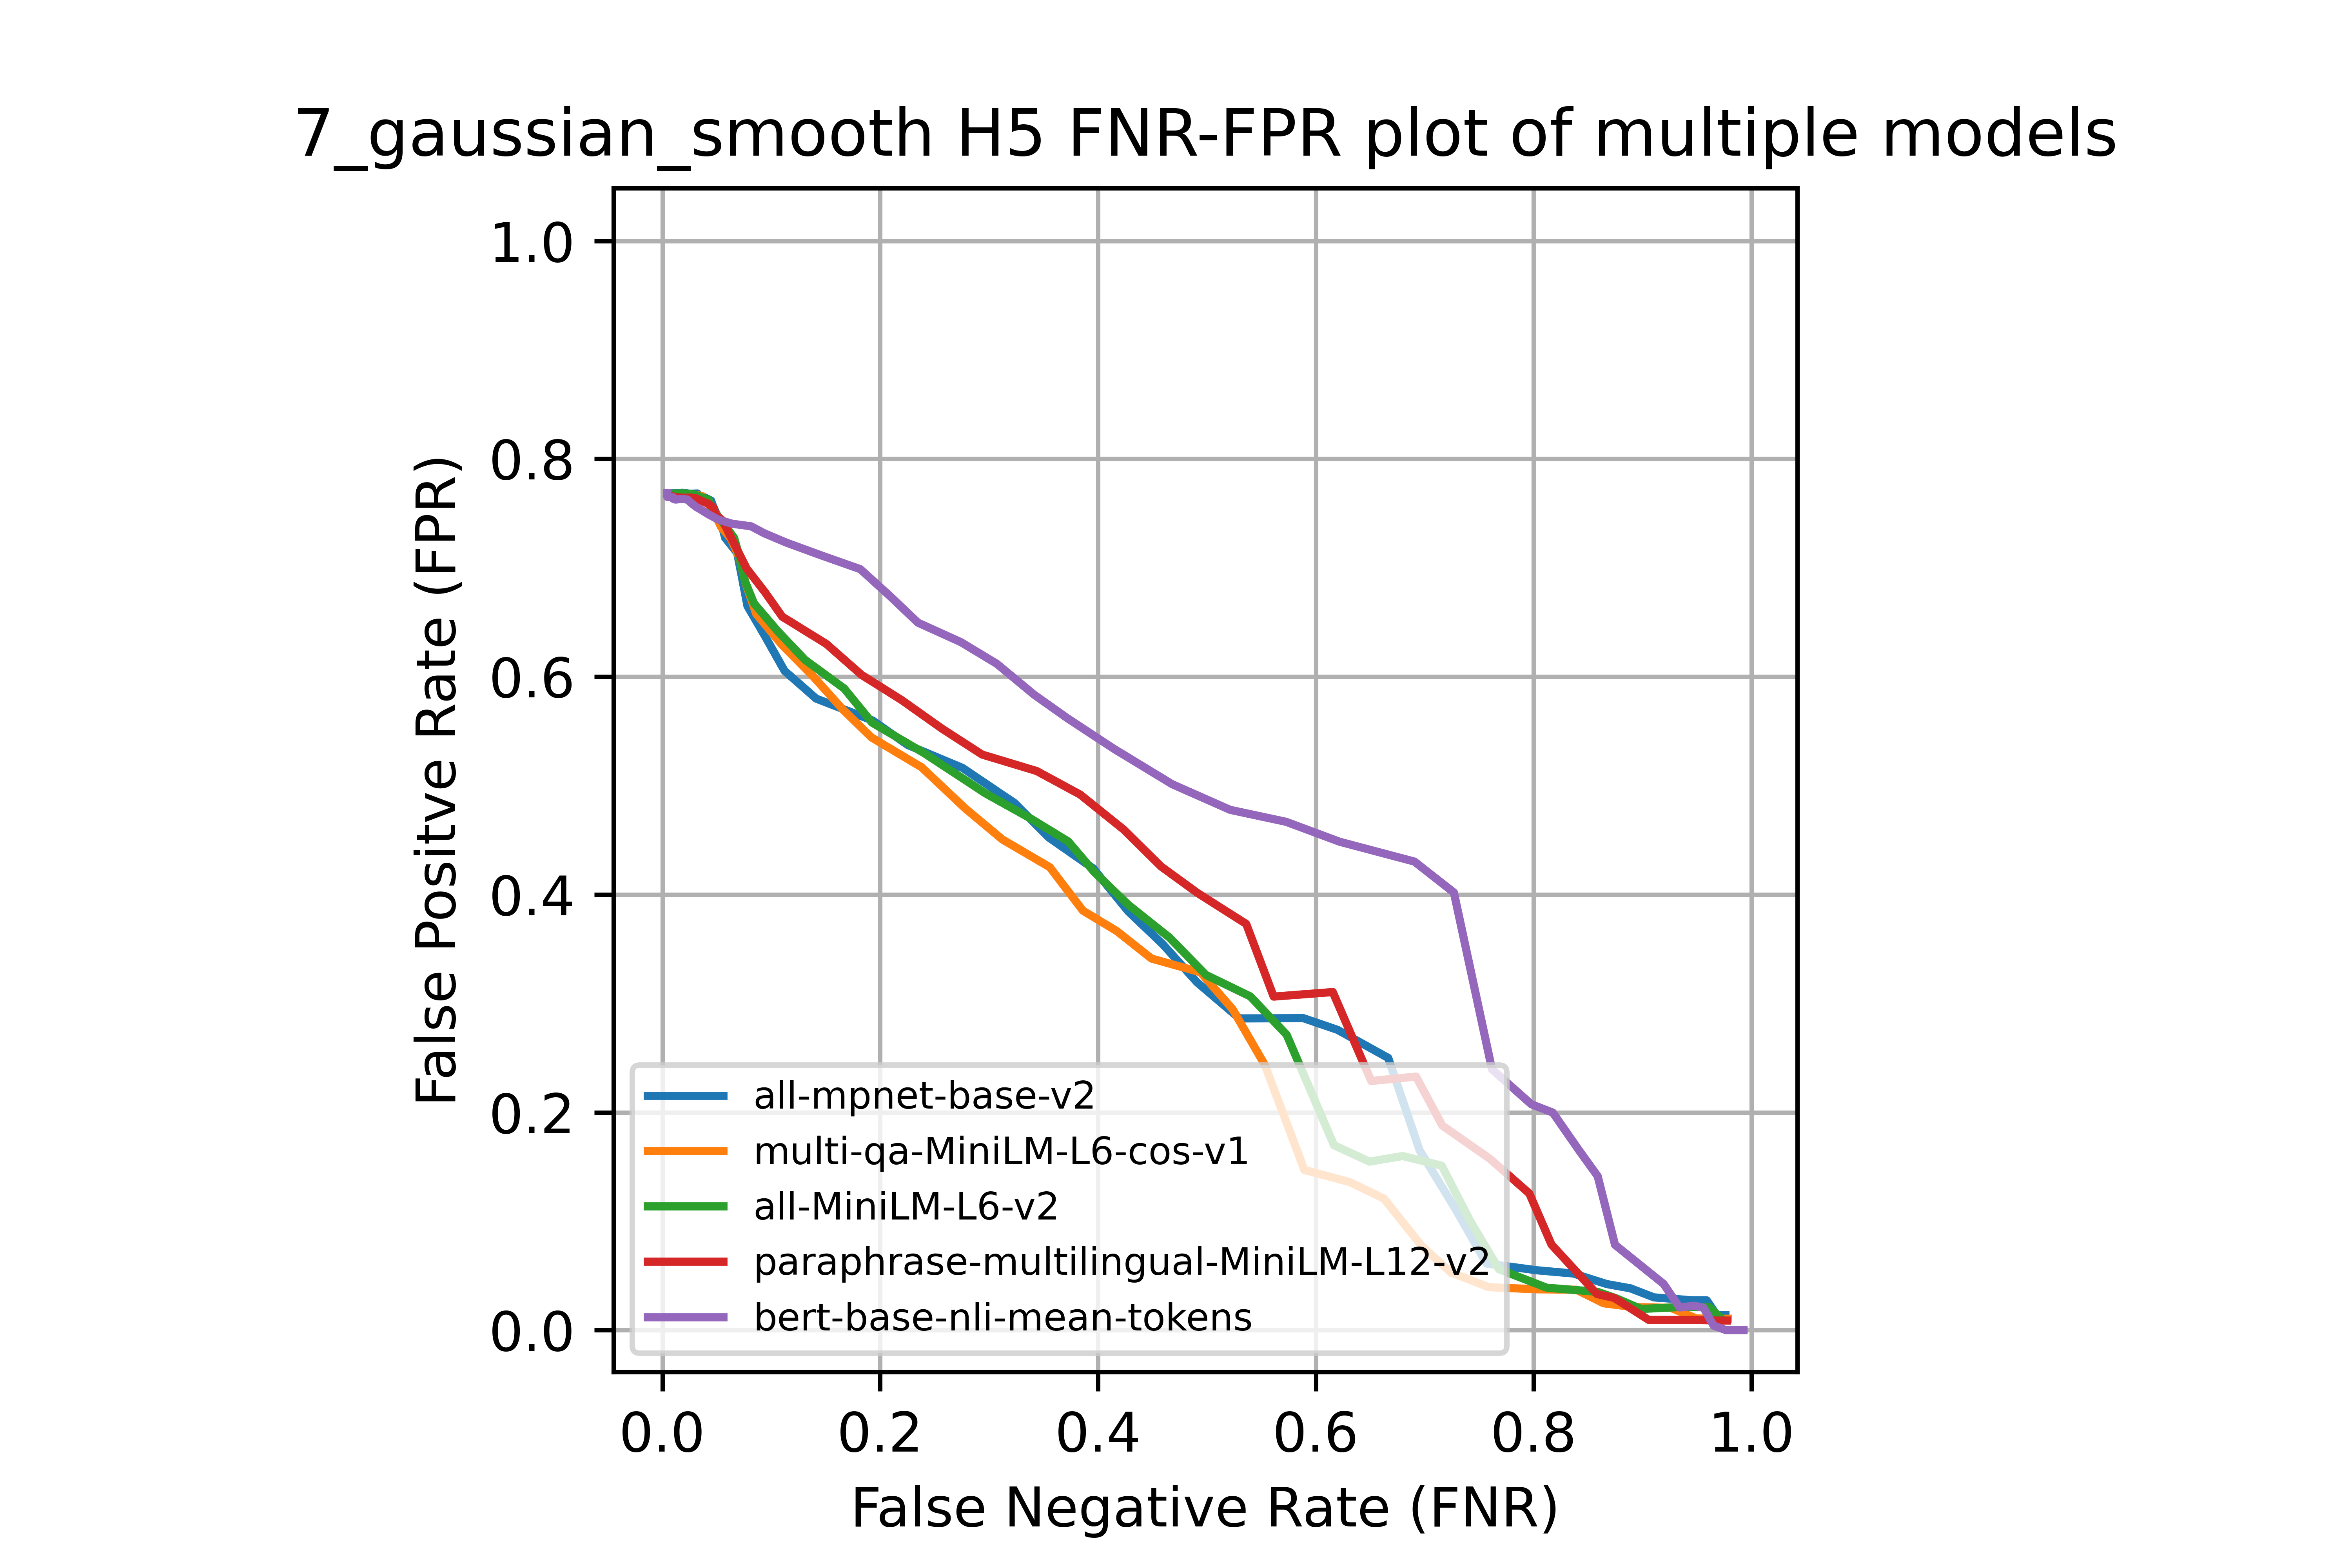 7_gaussian_smooth H5 FNR-FPR plot of multiple models
False Positve Rate (FPR)
1.0
0.8
0.6
0.4
0.2
0.0
all-mpnet-base-v2
multi-qa-MiniLM-L6-cos-v1
all-MiniLM-L6-v2
paraphrase-multilingual-MiniLM-L12-v2
bert-base-nli-mean-tokens
0.0 0.2 0.4 0.6 0.8 1.0
False Negative Rate (FNR)